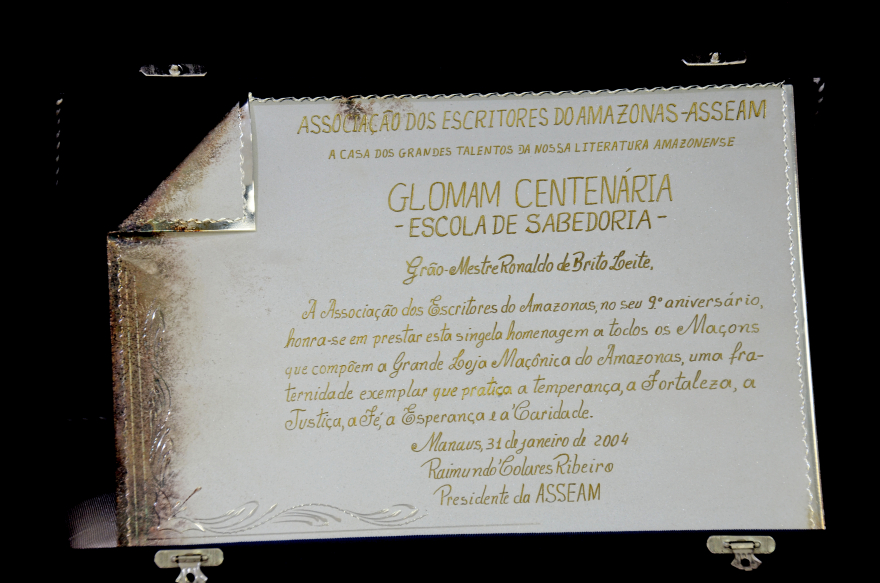 ASSOCIAÇÃO DOS ESCRITORES DO AMAZONAS-ASSEAM
A CASA DOS GRANDES TALENTOS DA NOSSA LITERATURA AMAZONENSE
GLOMAM CENTENÁRIA
-ESCOLA DE SABEDORIA-
Grão-Mestre Ronaldo de Brito Leite,
A Associação dos Escritores do Amazonas, no seu 9º aniversário,
honra-se em prestar esta singela homenagem a todos os Maçons
que compõem a Grande Loja Maçônica do Amazonas, uma fra-
ternidade exemplar que pratica a temperança, a Fortaleza, a
Justiça, a Fé, a Esperança e a Caridade.
Manaus, 31 de janeiro de 2004
Raimundo Colares Ribeiro
Presidente da ASSEAM